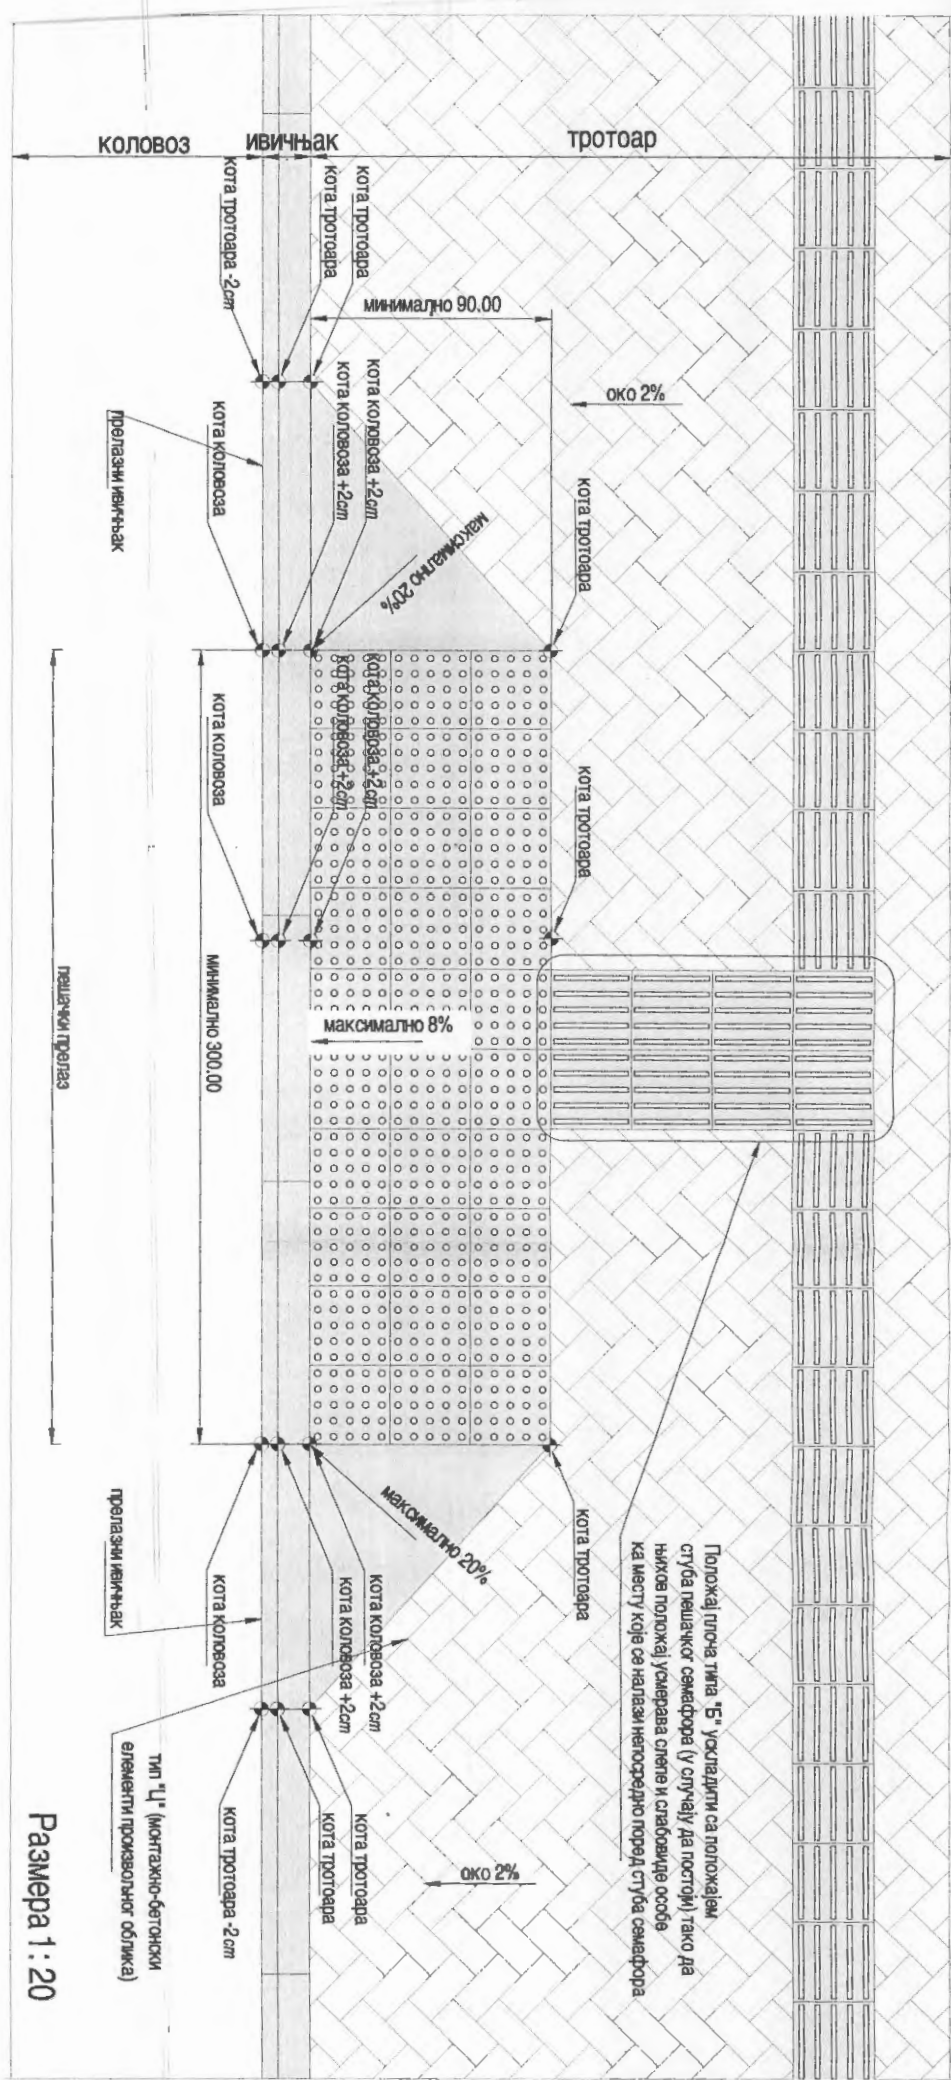 коловоз
ивичњак
тротоар
кота тротоара -2cm
кота тротоара
кота тротоара
минимално 90.00
око 2%
прелазни ивичњак
кота коловоза
кота коловоза +2cm
кота коловоза +2cm
максимално 20%
кота тротоара
кота коловоза
кота коловоза +2cm
кота коловоза +2cm
кота тротоара
пешачки прелаз
минимално 300.00
максимално 8%
Положај плоча типа "Б" ускладити са положајем
стуба пешачког семафора (у случају да постоји) тако да
њихов положај усмерава слепе и слабовиде особе
ка месту које се налази непосредно поред стуба семафора
прелазни ивичњак
кота коловоза
кота коловоза +2cm
кота коловоза +2cm
максимално 20%
кота тротоара
тип "Ц" (монтажно-бетонски
елементи произвољног облика)
кота тротоара -2cm
кота тротоара
кота тротоара
око 2%
Размера 1 : 20